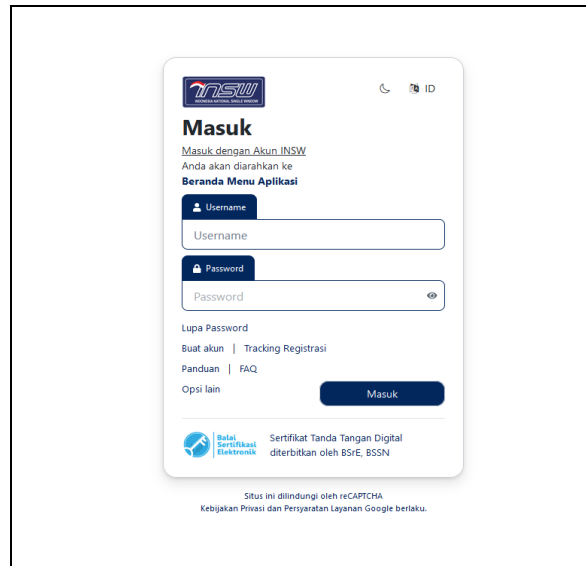 INSW
INDONESIA NATIONAL SINGLE WINDOW
ID
Masuk
Masuk dengan Akun INSW
Anda akan diarahkan ke
Beranda Menu Aplikasi
Username
Username
Password
Password
Lupa Password
Buat akun | Tracking Registrasi
Panduan | FAQ
Opsi lain
Masuk
Balai
Sertifikasi
Elektronik
Sertifikat Tanda Tangan Digital
diterbitkan oleh BSrE, BSSN
Situs ini dilindungi oleh reCAPTCHA
Kebijakan Privasi dan Persyaratan Layanan Google berlaku.